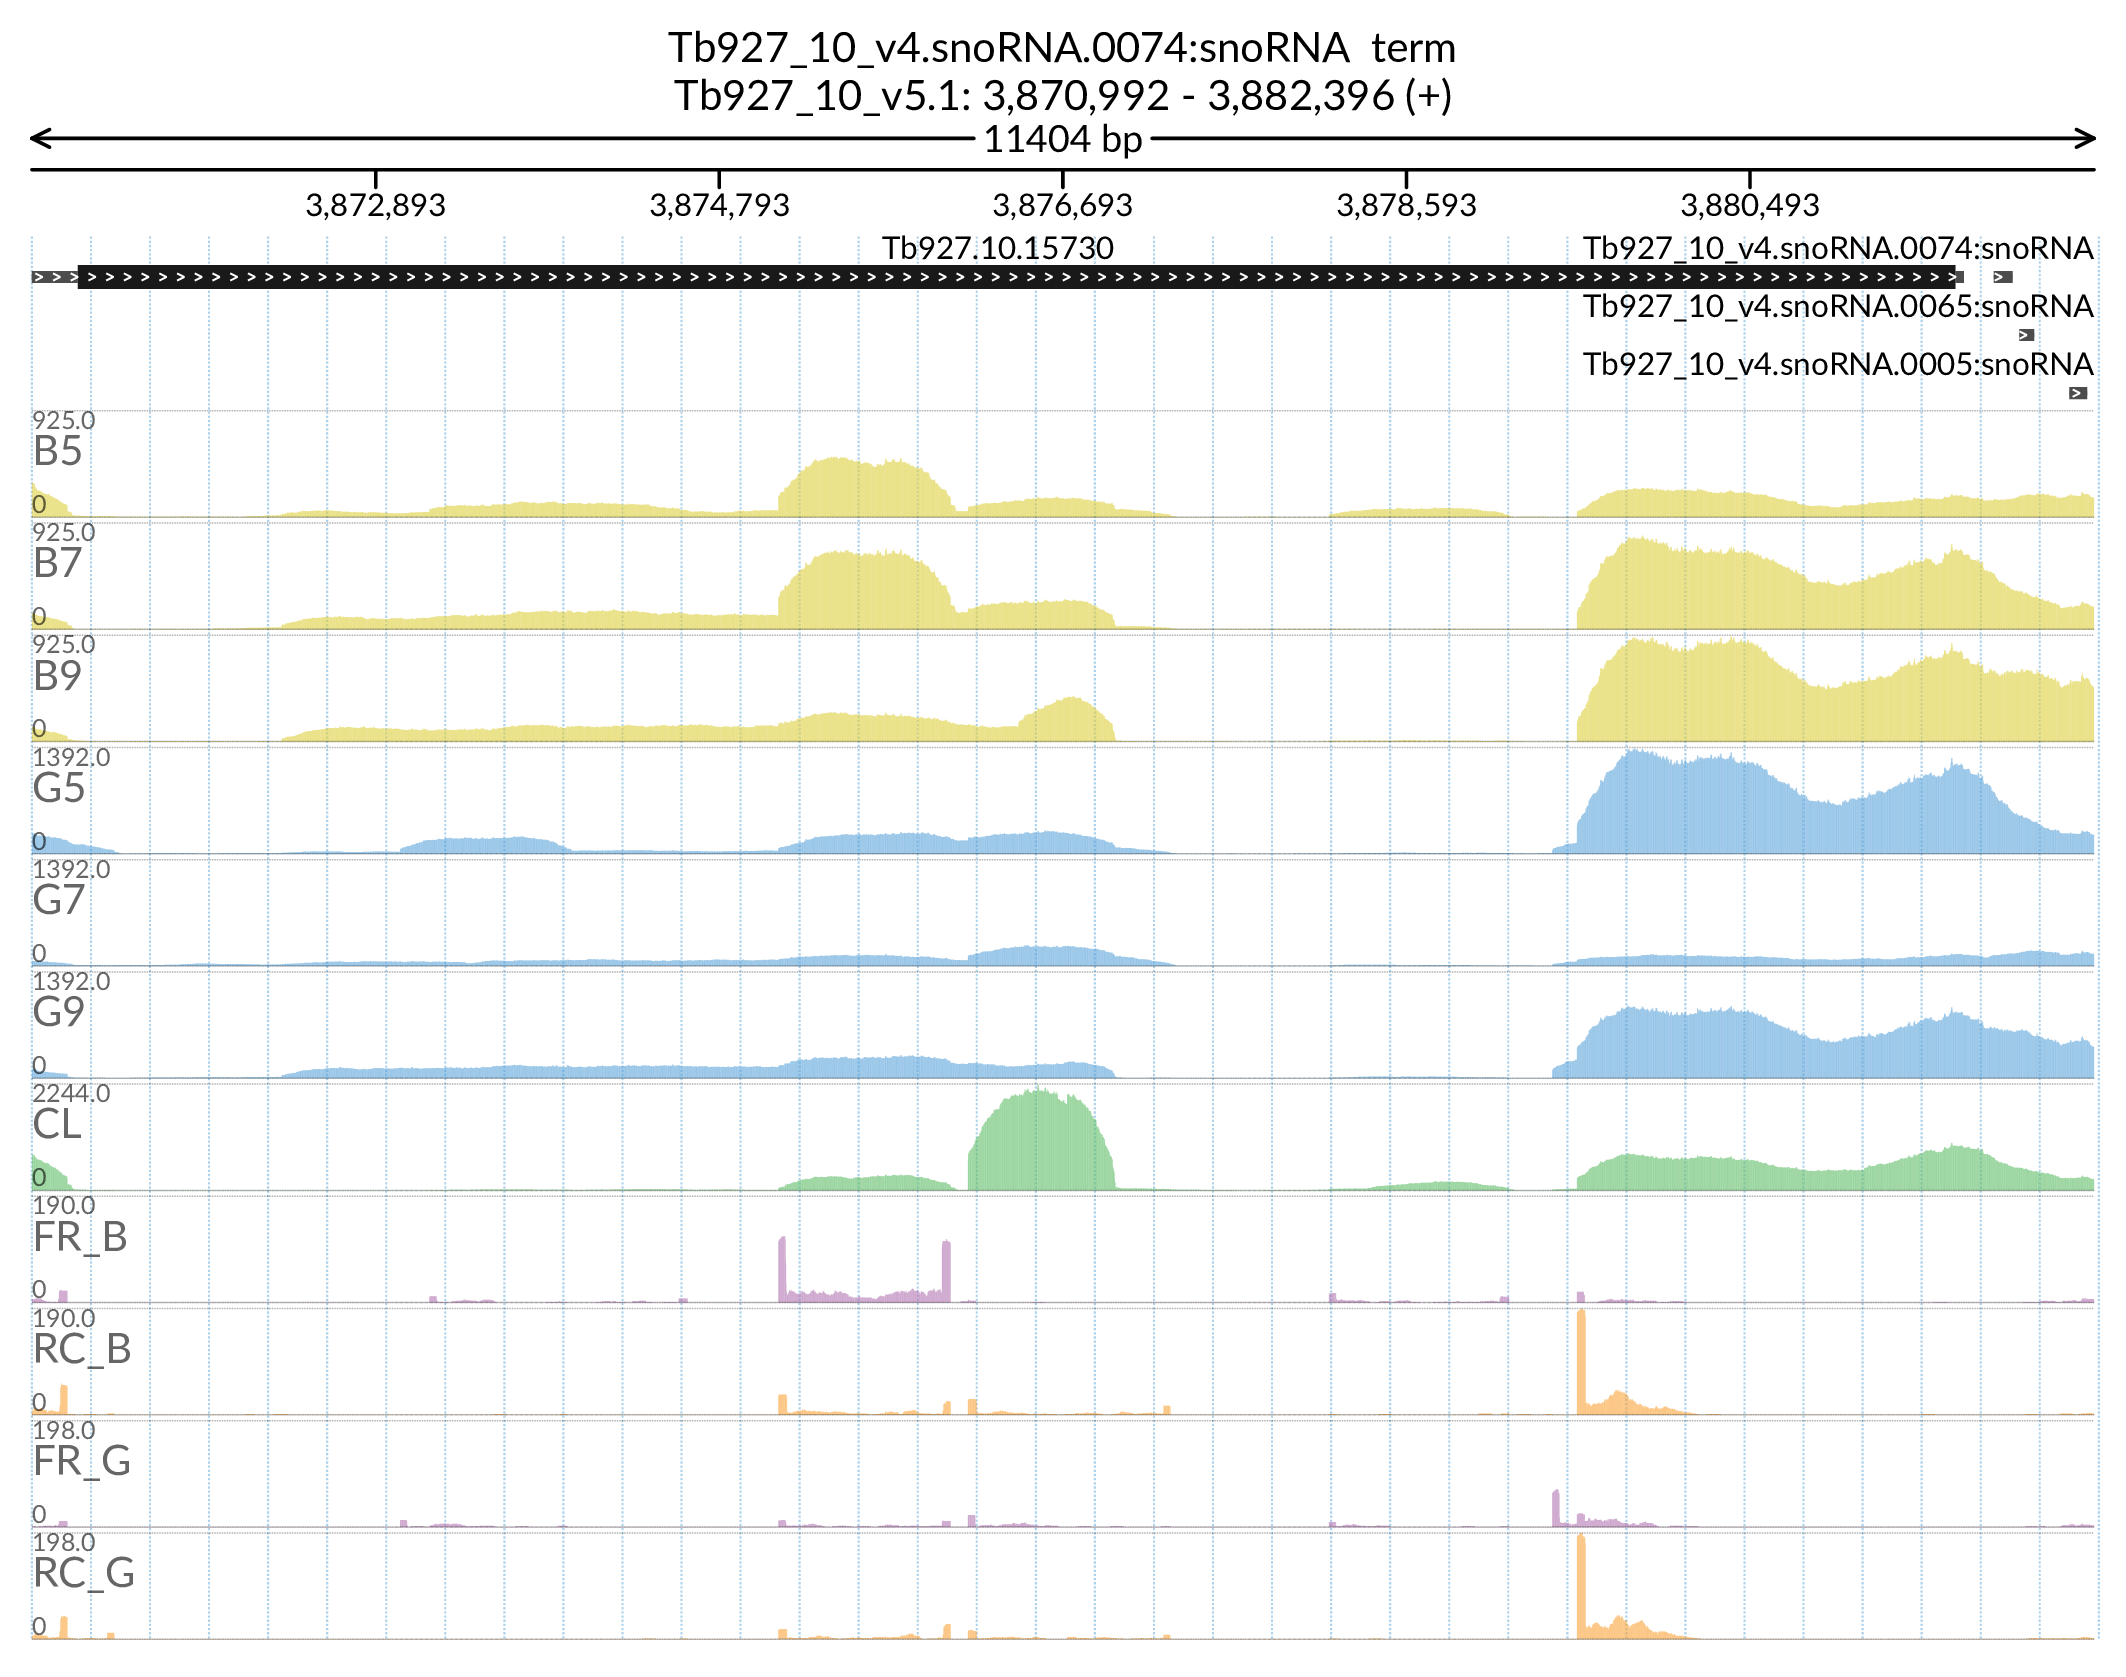 Tb927_10_v4.snoRNA.0074:snoRNA  term
Tb927_10_v5.1: 3,870,992 - 3,882,396 (+)
11404 bp
3,872,893 3,874,793 3,876,693 3,878,593 3,880,493
Tb927.10.15730 Tb927_10_v4.snoRNA.0074:snoRNA
Tb927_10_v4.snoRNA.0065:snoRNA
Tb927_10_v4.snoRNA.0005:snoRNA
925.0
B5
0
925.0
B7
0
925.0
B9
0
1392.0
G5
0
1392.0
G7
0
1392.0
G9
0
2244.0
CL
0
190.0
FR_B
0
190.0
RC_B
0
198.0
FR_G
0
198.0
RC_G
0